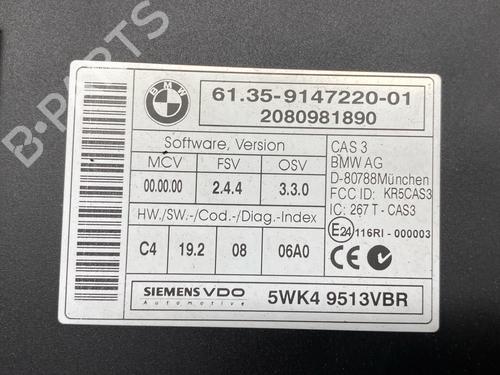 B-PARTS
BMW
61.35-9147220-01
2080981890
Software, Version
MCV FSV OSV
00.00.00 2.4.4 3.3.0
HW./SW.-/Cod.-/Diag.-Index
C4 19.2 08 06A0
CAS 3
BMW AG
D-80788München
FCC ID: KR5CAS3
IC: 267 T - CAS3
E24 116RI - 000003
SIEMENS VDO
Automotive
5WK4 9513VBR